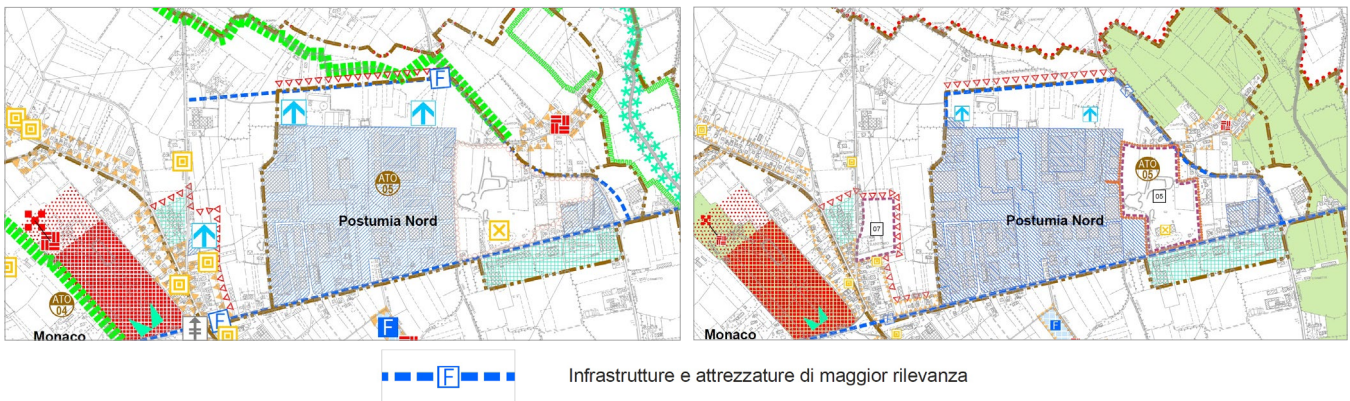 F
ATO
05
Postumia Nord
ATO
04
Monaco
F
F
ATO
05
05
Postumia Nord
07
Monaco
F
F Infrastrutture e attrezzature di maggior rilevanza